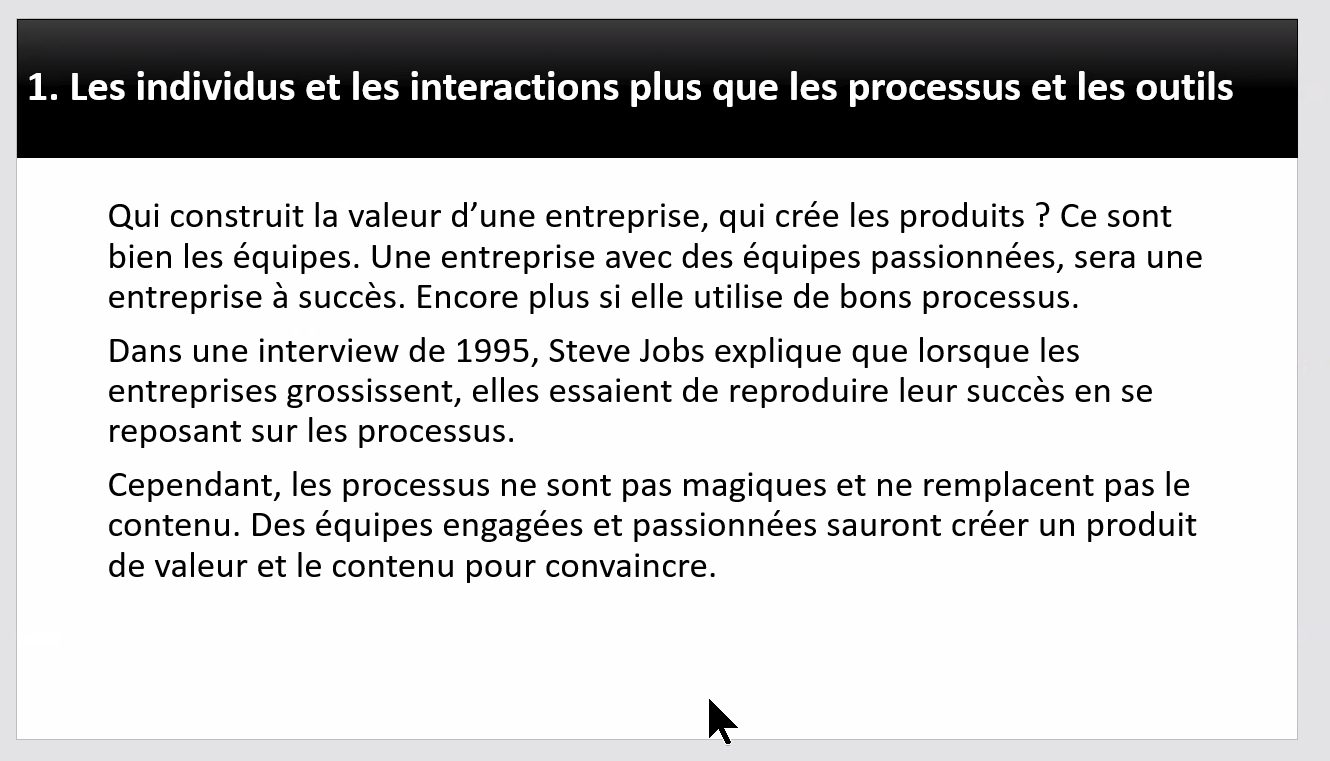 1. Les individus et les interactions plus que les processus et les outils
Qui construit la valeur d’une entreprise, qui crée les produits ? Ce sont
bien les équipes. Une entreprise avec des équipes passionnées, sera une
entreprise à succès. Encore plus si elle utilise de bons processus.
Dans une interview de 1995, Steve Jobs explique que lorsque les
entreprises grossissent, elles essaient de reproduire leur succès en se
reposant sur les processus.
Cependant, les processus ne sont pas magiques et ne remplacent pas le
contenu. Des équipes engagées et passionnées sauront créer un produit
de valeur et le contenu pour convaincre.